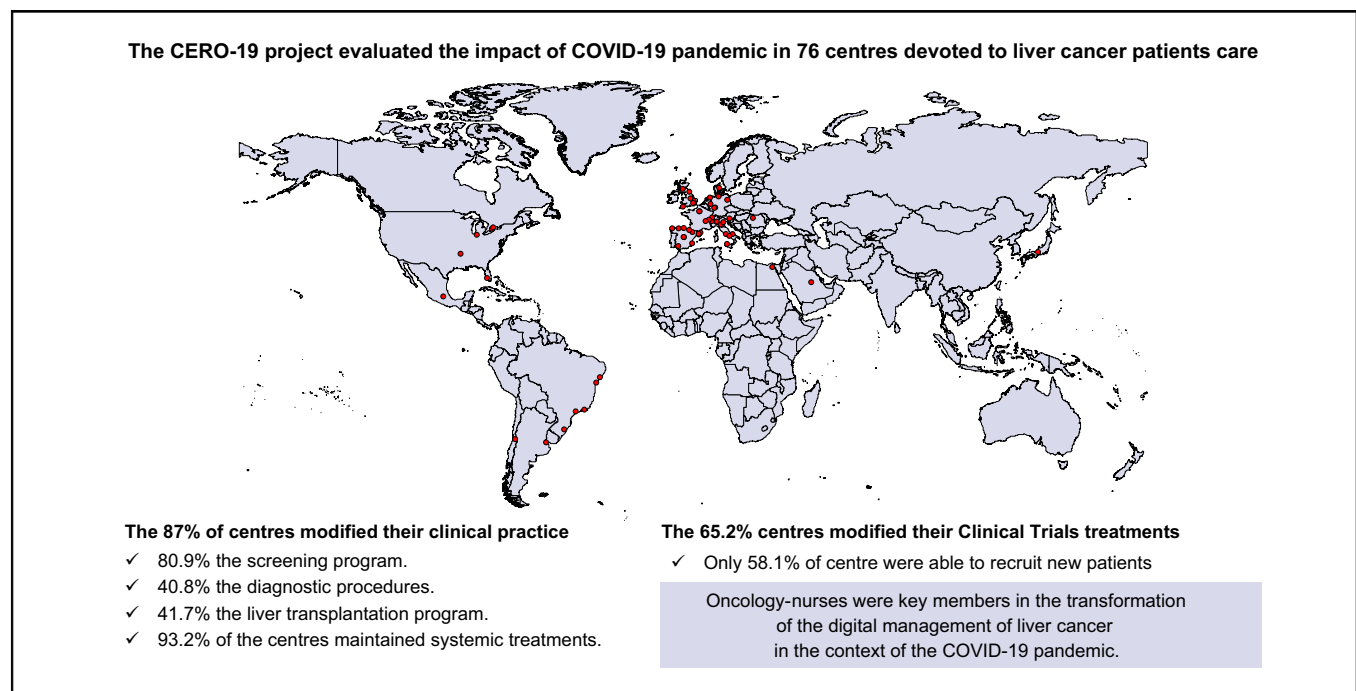 The CERO-19 project evaluated the impact of COVID-19 pandemic in 76 centres devoted to liver cancer patients care
The 87% of centres modified their clinical practice
✓ 80.9% the screening program.
✓ 40.8% the diagnostic procedures.
✓ 41.7% the liver transplantation program.
✓ 93.2% of the centres maintained systemic treatments.
The 65.2% centres modified their Clinical Trials treatments
✓ Only 58.1% of centre were able to recruit new patients
Oncology-nurses were key members in the transformation
of the digital management of liver cancer
in the context of the COVID-19 pandemic.